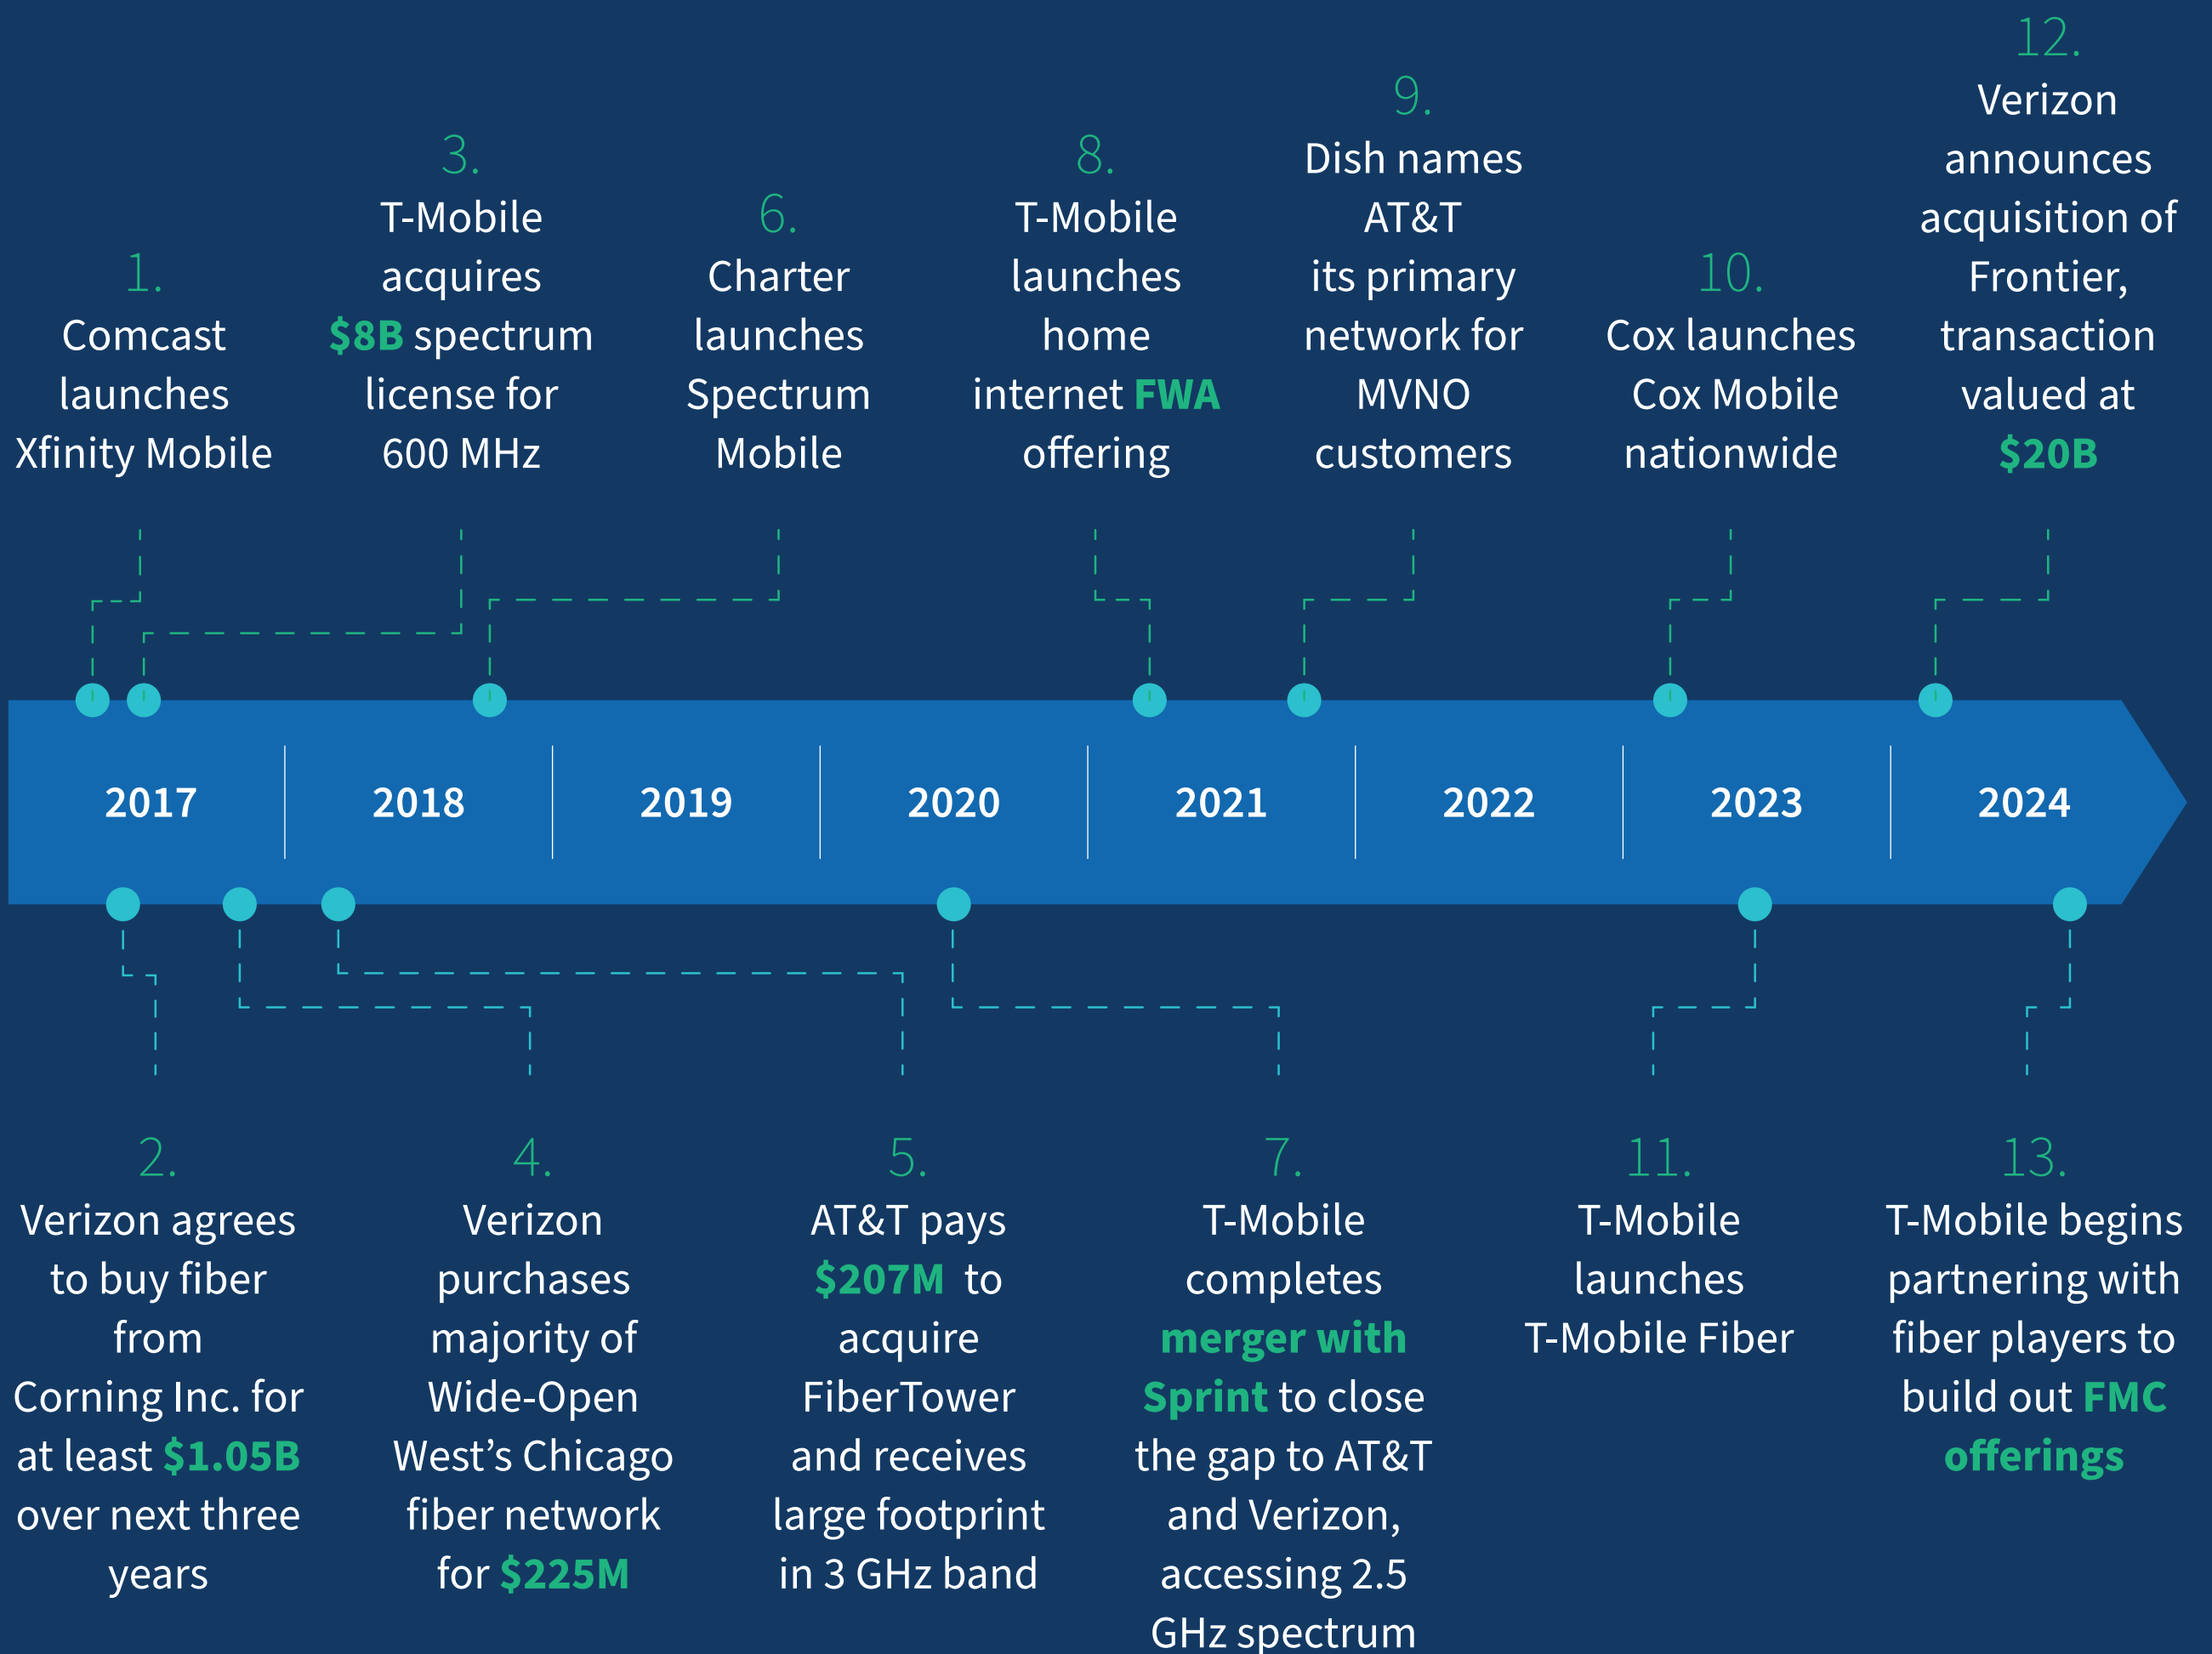 1.
Comcast
launches
Xfinity Mobile
3.
T-Mobile
acquires
$8B spectrum
license for
600 MHz
6.
Charter
launches
Spectrum
Mobile
8.
T-Mobile
launches
home
internet FWA
offering
9.
Dish names
AT&T
its primary
network for
MVNO
customers
10.
Cox launches
Cox Mobile
nationwide
12.
Verizon
announces
acquisition of
Frontier,
transaction
valued at
$20B
2017
2018
2019
2020
2021
2022
2023
2024
2.
Verizon agrees
to buy fiber
from
Corning Inc. for
at least $1.05B
over next three
years
4.
Verizon
purchases
majority of
Wide-Open
West’s Chicago
fiber network
for $225M
5.
AT&T pays
$207M to
acquire
FiberTower
and receives
large footprint
in 3 GHz band
7.
T-Mobile
completes
merger with
Sprint to close
the gap to AT&T
and Verizon,
accessing 2.5
GHz spectrum
11.
T-Mobile
launches
T-Mobile Fiber
13.
T-Mobile begins
partnering with
fiber players to
build out FMC
offerings